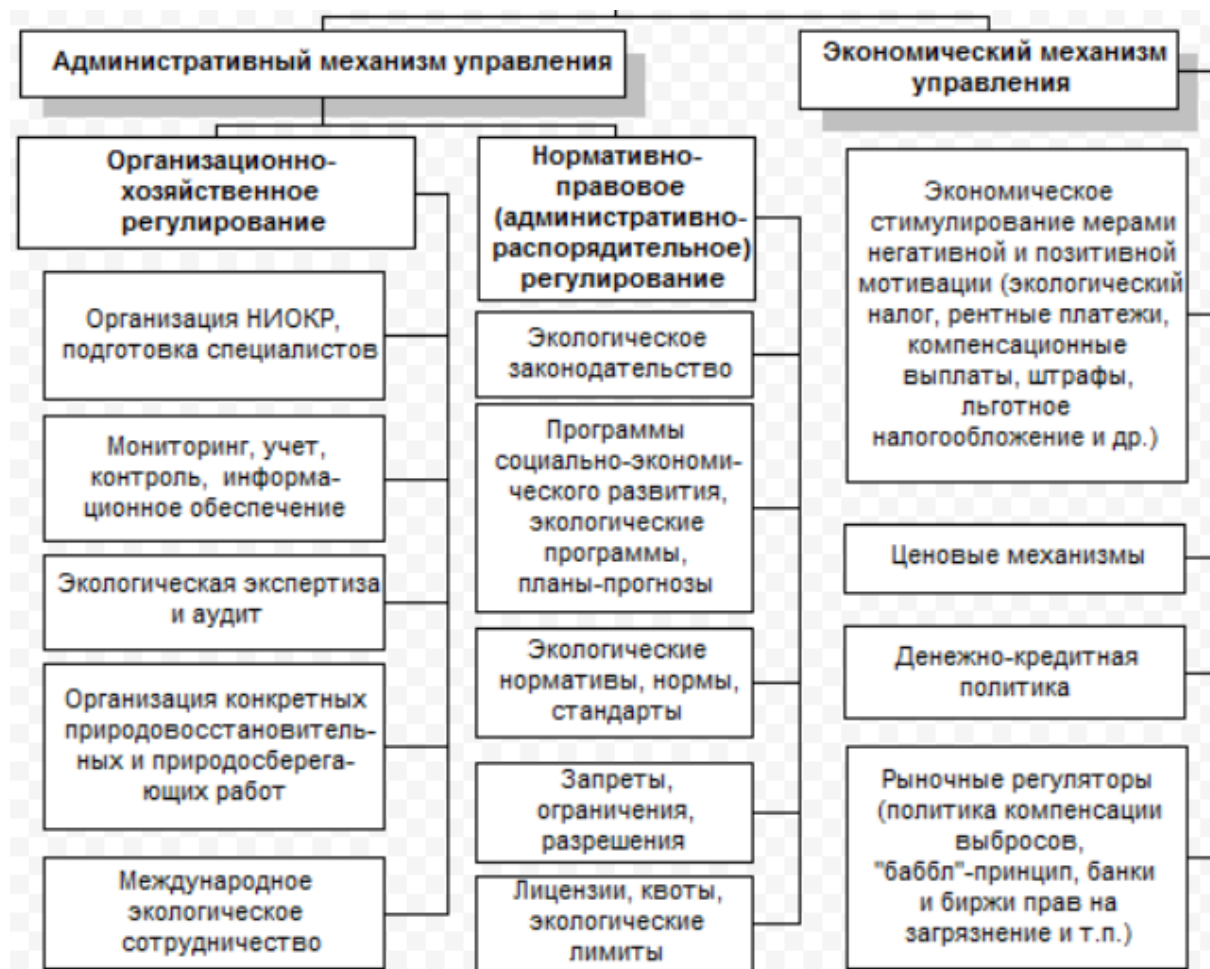 Административный механизм управления
Экономический механизм
управления
Организационно-
хозяйственное
регулирование
Организация НИОКР,
подготовка специалистов
Мониторинг, учет,
контроль, информа-
ционное обеспечение
Экологическая экспертиза
и аудит
Организация конкретных
природовосстановитель-
ных и природосберега-
ющих работ
Международное
экологическое
сотрудничество
Нормативно-
правовое
(административно-
распорядительное)
регулирование
Экологическое
законодательство
Программы
социально-экономи-
ческого развития,
экологические
программы,
планы-прогнозы
Экологические
нормативы, нормы,
стандарты
Запреты,
ограничения,
разрешения
Лицензии, квоты,
экологические
лимиты
Экономическое
стимулирование мерами
негативной и позитивной
мотивации (экологический
налог, рентные платежи,
компенсационные
выплаты, штрафы,
льготное
налогообложение и др.)
Ценовые механизмы
Денежно-кредитная
политика
Рыночные регуляторы
(политика компенсации
выбросов,
"баббл"-принцип, банки
и биржи прав на
загрязнение и т.п.)